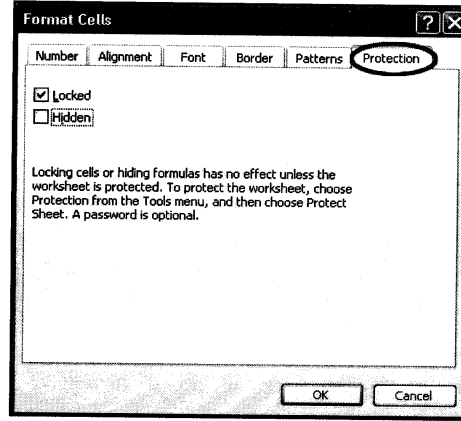 Format Cells
Number Alignment Font Border Patterns Protection
Locked
Hidden
Locking cells or hiding formulas has no effect unless the
worksheet is protected. To protect the worksheet, choose
Protection from the Tools menu, and then choose Protect
Sheet. A password is optional.
OK Cancel